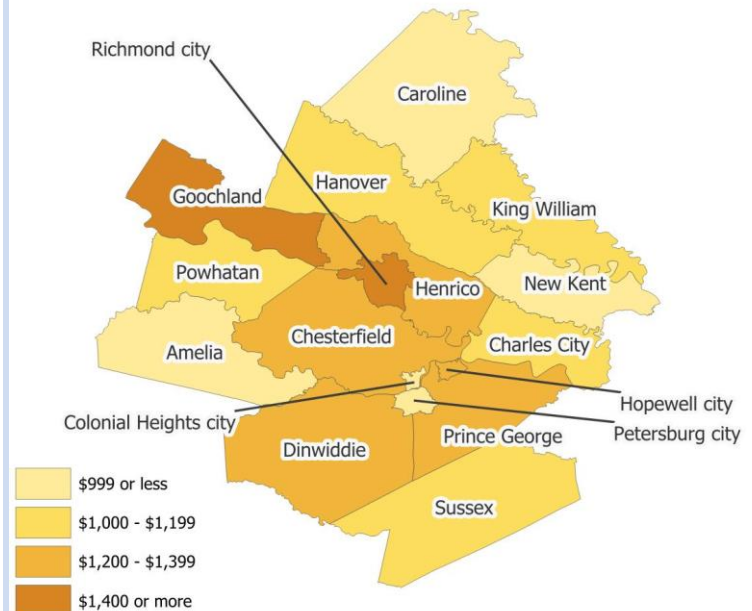 Richmond city
Caroline
Goochland
Hanover
King William
Powhatan
Henrico
New Kent
Chesterfield
Amelia
Charles City
Hopewell city
Colonial Heights city
Petersburg city
Prince George
Dinwiddie
Sussex
$999 or less
$1,000 - $1,199
$1,200 - $1,399
$1,400 or more